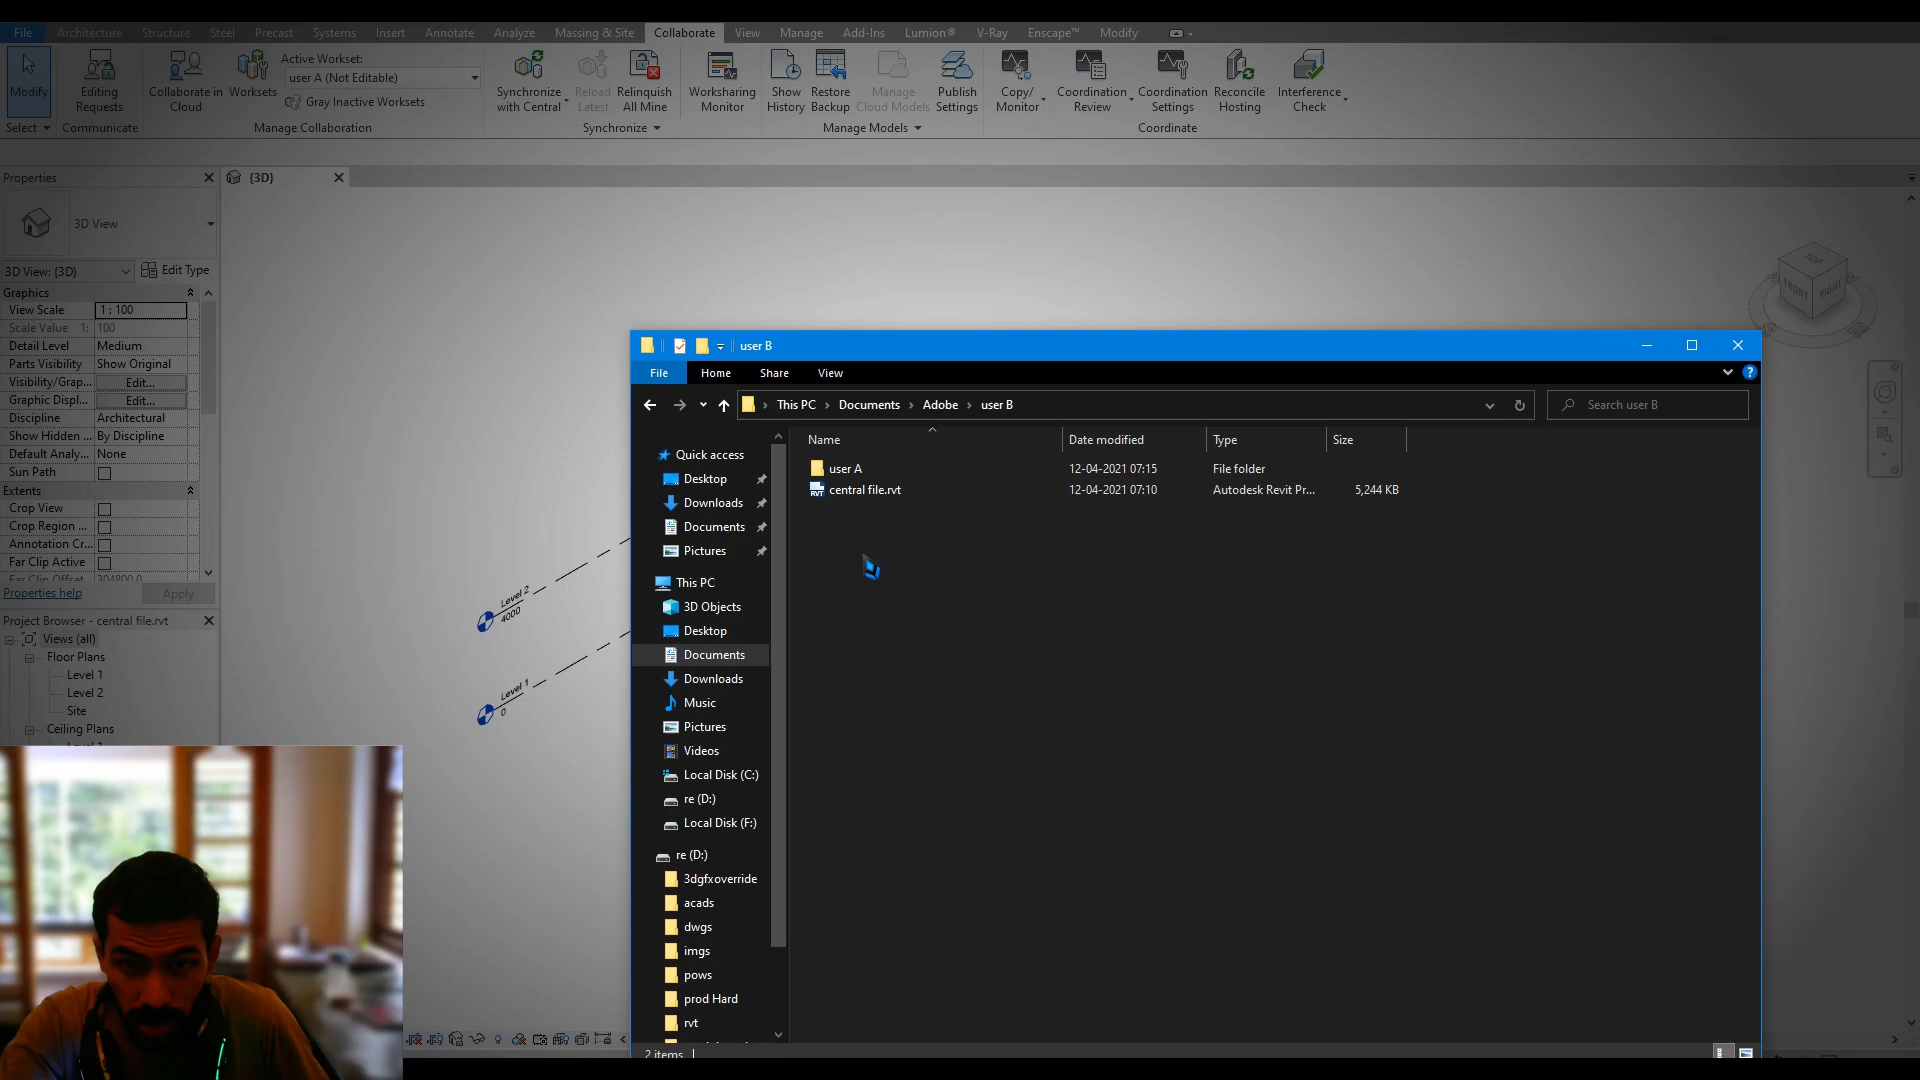 File Architecture Structure Steel Precast Systems Insert Annotate Analyze Massing & Site Collaborate View Manage Add-Ins Lumion® V-Ray Enscape™ Modify
Modify
Select
Editing
Requests
Communicate
Collaborate in
Cloud
Worksets
Active Workset:
user A (Not Editable)
Gray Inactive Worksets
Manage Collaboration
Synchronize
with Central
Reload
Latest
Relinquish
All Mine
Synchronize
Worksharing
Monitor
Show
History
Restore
Backup
Manage
Cloud Models
Publish
Settings
Manage Models
Copy/
Monitor
Coordination
Review
Coordination
Settings
Reconcile
Hosting
Interference
Check
Coordinate
Properties
3D View
3D View: {3D}
Edit Type
Graphics
View Scale 1 : 100
Scale Value 1: 100
Detail Level Medium
Parts Visibility Show Original
Visibility/Grap... Edit...
Graphic Displ... Edit...
Discipline Architectural
Show Hidden ... By Discipline
Default Analy... None
Sun Path
Extents
Crop View
Crop Region ...
Annotation Cr...
Far Clip Active
Far Clip Offset 304800.0
Properties help
Apply
Project Browser - central file.rvt
Views (all)
Floor Plans
Level 1
Level 2
Site
Ceiling Plans
{3D}
Level 2
4000
Level 1
0
TOP
FRONT
RIGHT
user B
File Home Share View
This PC Documents Adobe user B
Search user B
Name Date modified Type Size
user A 12-04-2021 07:15 File folder
central file.rvt 12-04-2021 07:10 Autodesk Revit Pr... 5,244 KB
Quick access
Desktop
Downloads
Documents
Pictures
This PC
3D Objects
Desktop
Documents
Downloads
Music
Pictures
Videos
Local Disk (C:)
re (D:)
Local Disk (F:)
re (D:)
3dgfxoverride
acads
dwgs
imgs
pows
prod Hard
rvt
2 items